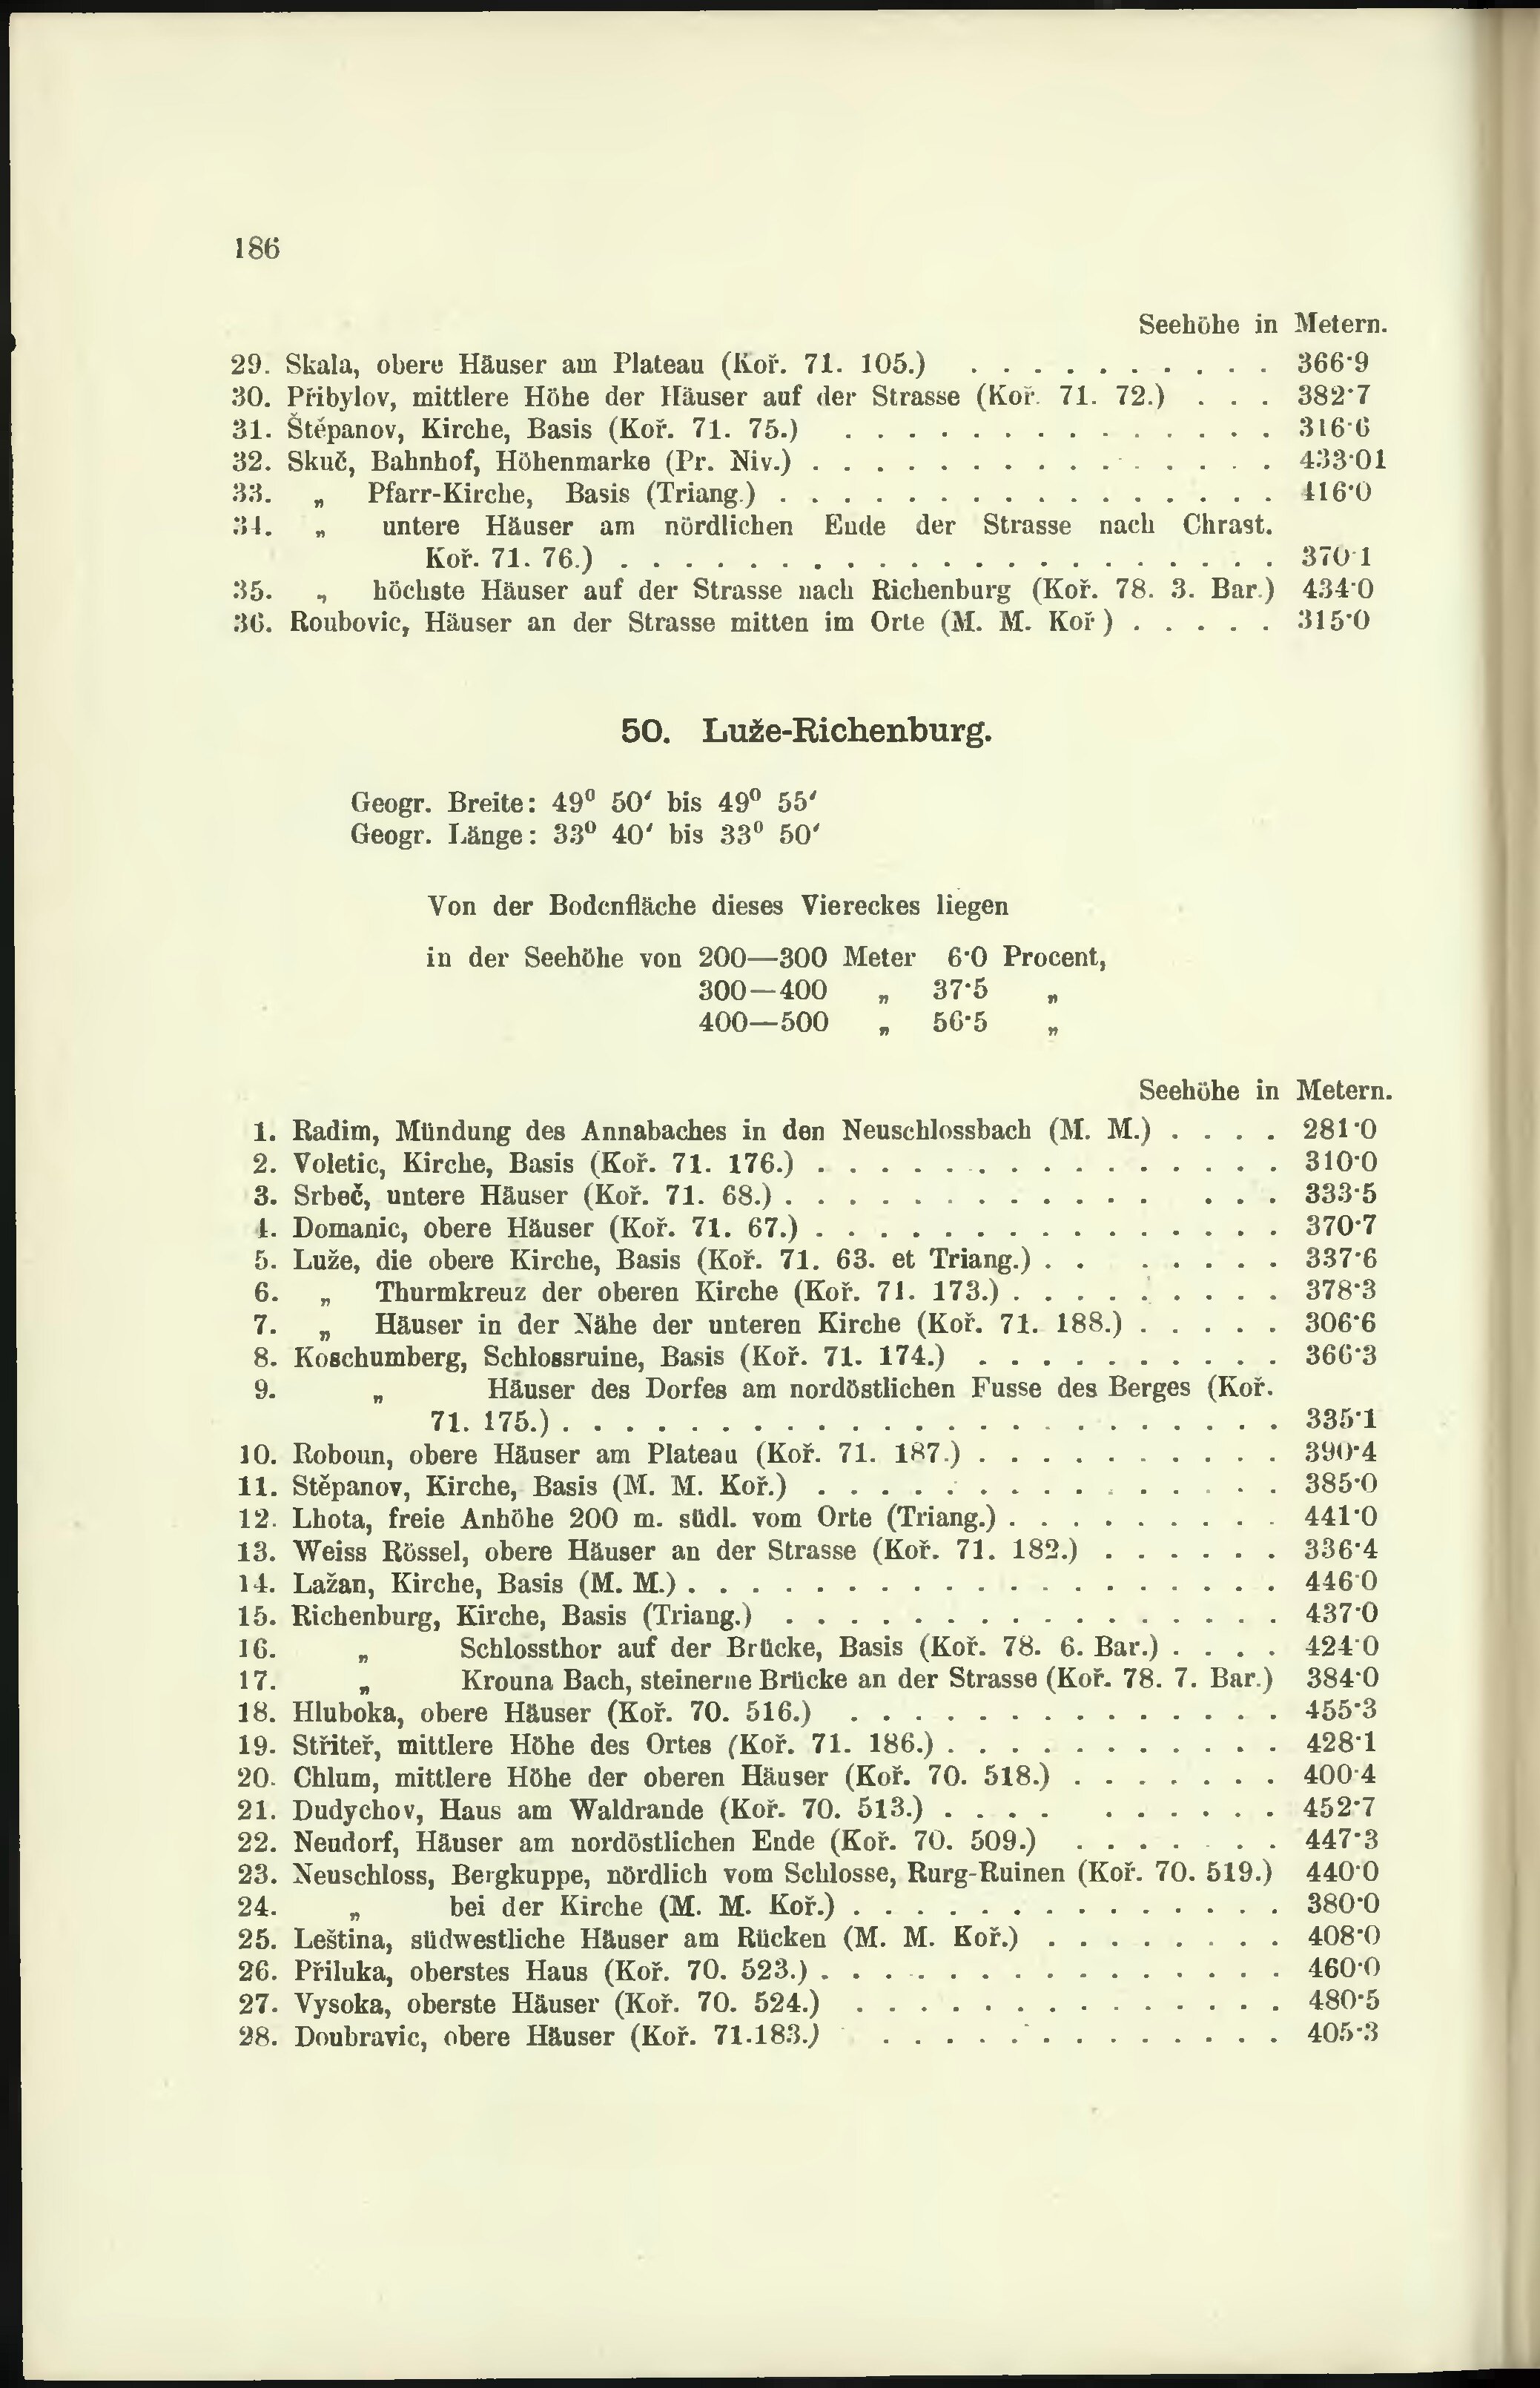 186
Seehöhe in Metern.
29. Skala, obere Häuser am Plateau (Koř. 71. 105.) . . . . . . . . . . 366·9
30. Přibylov, mittlere Höhe der Häuser auf der Strasse (Koř. 71. 72.) . . . 382·7
31. Štěpanov, Kirche, Basis (Koř. 71. 75.) . . . . . . . . . . . . . . 316·6
32. Skuč, Bahnhof, Höhenmarke (Pr. Niv.) . . . . . . . . . . . . . . . 433·01
33. „ Pfarr-Kirche, Basis (Triang.) . . . . . . . . . . . . . . . . 416·0
34. „ untere Häuser am nördlichen Ende der Strasse nach Chrast.
Koř. 71. 76.) . . . . . . . . . . . . . . . . . . . . . 370·1
35. „ höchste Häuser auf der Strasse nach Richenburg (Koř. 78. 3. Bar.) 434·0
36. Roubovic, Häuser an der Strasse mitten im Orte (M. M. Koř) . . . . . 315·0
50. Luže-Richenburg.
Geogr. Breite: 49⁰ 50′ bis 49⁰ 55′
Geogr. Länge: 33⁰ 40′ bis 33⁰ 50′
Von der Bodenfläche dieses Viereckes liegen
in der Seehöhe von 200—300 Meter 6·0 Procent,
300—400 „ 37·5 „
400—500 „ 56·5 „
Seehöhe in Metern.
1. Radim, Mündung des Annabaches in den Neuschlossbach (M. M.) . . . . 281·0
2. Voletic, Kirche, Basis (Koř. 71. 176.) . . . . . . . . . . . . . . . 310·0
3. Srbeč, untere Häuser (Koř. 71. 68.) . . . . . . . . . . . . . . . 333·5
4. Domanic, obere Häuser (Koř. 71. 67.) . . . . . . . . . . . . . . . 370·7
5. Luže, die obere Kirche, Basis (Koř. 71. 63. et Triang.) . . . . . . . 337·6
6. „ Thurmkreuz der oberen Kirche (Koř. 71. 173.) . . . . . . . . . 378·3
7. „ Häuser in der Nähe der unteren Kirche (Koř. 71. 188.) . . . . . 306·6
8. Koschumberg, Schlossruine, Basis (Koř. 71. 174.) . . . . . . . . . . 366·3
9. „ Häuser des Dorfes am nordöstlichen Fusse des Berges (Koř.
71. 175.) . . . . . . . . . . . . . . . . . . . . . . . 335·1
10. Roboun, obere Häuser am Plateau (Koř. 71. 187.) . . . . . . . . . . 390·4
11. Stěpanov, Kirche, Basis (M. M. Koř.) . . . . . . . . . . . . . . . 385·0
12. Lhota, freie Anhöhe 200 m. südl. vom Orte (Triang.) . . . . . . . . . 441·0
13. Weiss Rössel, obere Häuser an der Strasse (Koř. 71. 182.) . . . . . . 336·4
14. Lažan, Kirche, Basis (M. M.) . . . . . . . . . . . . . . . . . . . 446·0
15. Richenburg, Kirche, Basis (Triang.) . . . . . . . . . . . . . . . . 437·0
16. „ Schlossthor auf der Brücke, Basis (Koř. 78. 6. Bar.) . . . . 424·0
17. „ Krouna Bach, steinerne Brücke an der Strasse (Koř. 78. 7. Bar.) 384·0
18. Hluboka, obere Häuser (Koř. 70. 516.) . . . . . . . . . . . . . . 455·3
19. Střiteř, mittlere Höhe des Ortes (Koř. 71. 186.) . . . . . . . . . . . 428·1
20. Chlum, mittlere Höhe der oberen Häuser (Koř. 70. 518.) . . . . . . . 400·4
21. Dudychov, Haus am Waldrande (Koř. 70. 513.) . . . . . . . . . . 452·7
22. Neudorf, Häuser am nordöstlichen Ende (Koř. 70. 509.) . . . . . . . 447·3
23. Neuschloss, Bergkuppe, nördlich vom Schlosse, Rurg-Ruinen (Koř. 70. 519.) 440·0
24. „ bei der Kirche (M. M. Koř.) . . . . . . . . . . . . . . 380·0
25. Leština, südwestliche Häuser am Rücken (M. M. Koř.) . . . . . . . . 408·0
26. Přiluka, oberstes Haus (Koř. 70. 523.) . . . . . . . . . . . . . . . 460·0
27. Vysoka, oberste Häuser (Koř. 70. 524.) . . . . . . . . . . . . . . 480·5
28. Doubravic, obere Häuser (Koř. 71.183.) . . . . . . . . . . . . . 405·3